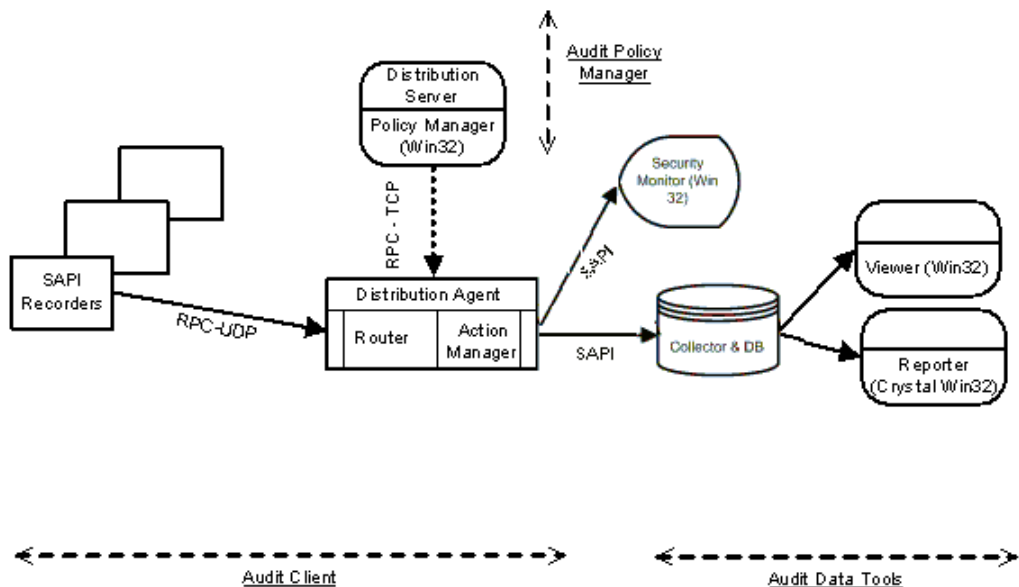 Audit Policy
Manager
Distribution
Server
Policy Manager
(Win32)
RPC - TCP
Security
Monitor (Win
32)
SAPI
Recorders
RPC-UDP
Distribution Agent
Router
Action
Manager
SAPI
SAPI
Collector & DB
Viewer (Win32)
Reporter
(Crystal Win32)
Audit Client
Audit Data Tools